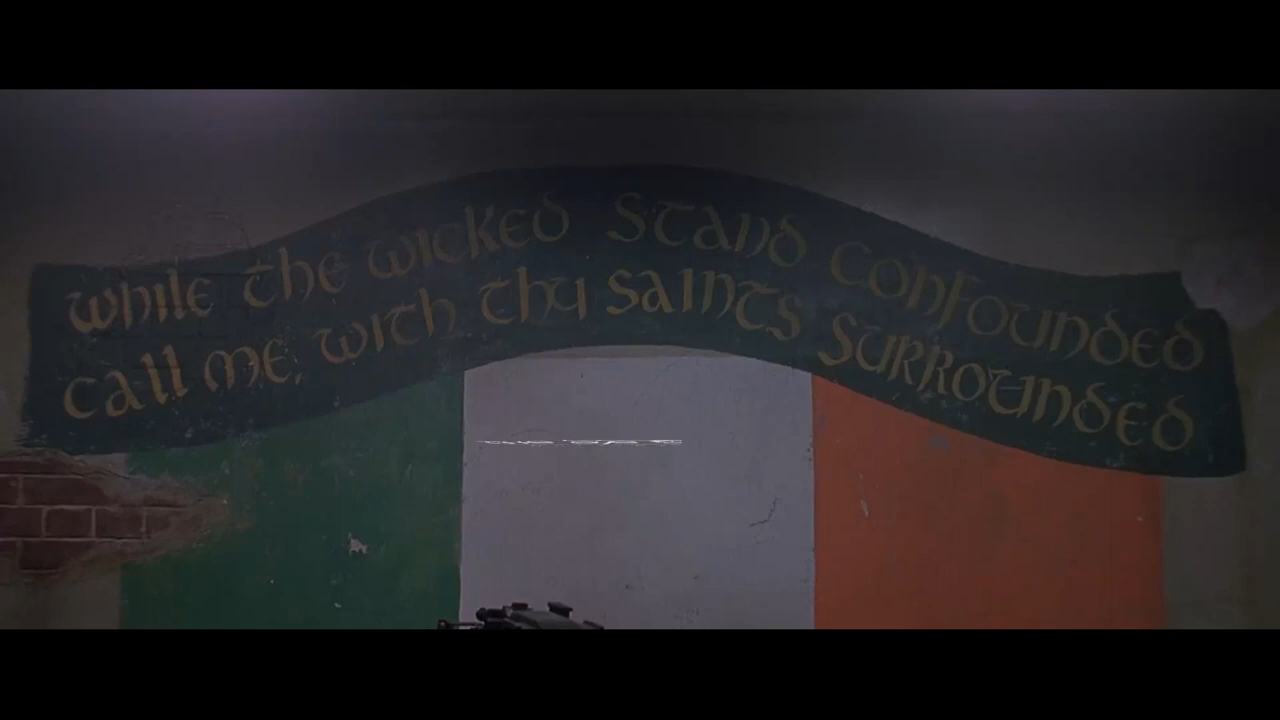 while the wicked stand confounded
call me, with thy saints surrounded